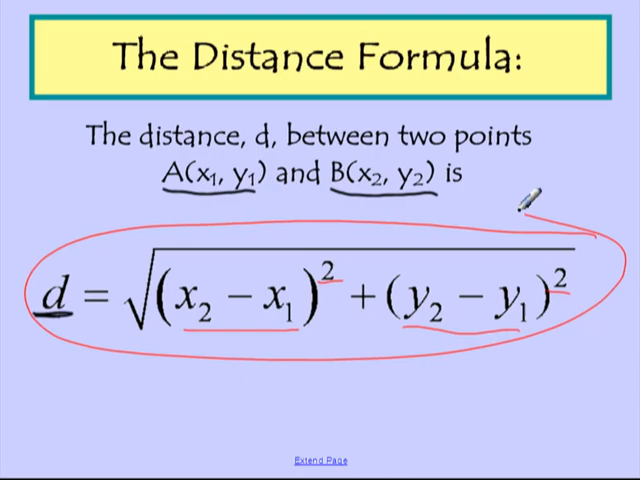 The Distance Formula:
The distance, d, between two points
A(x₁, y₁) and B(x₂, y₂) is
d = √(x₂ − x₁)² + (y₂ − y₁)²
Extend Page